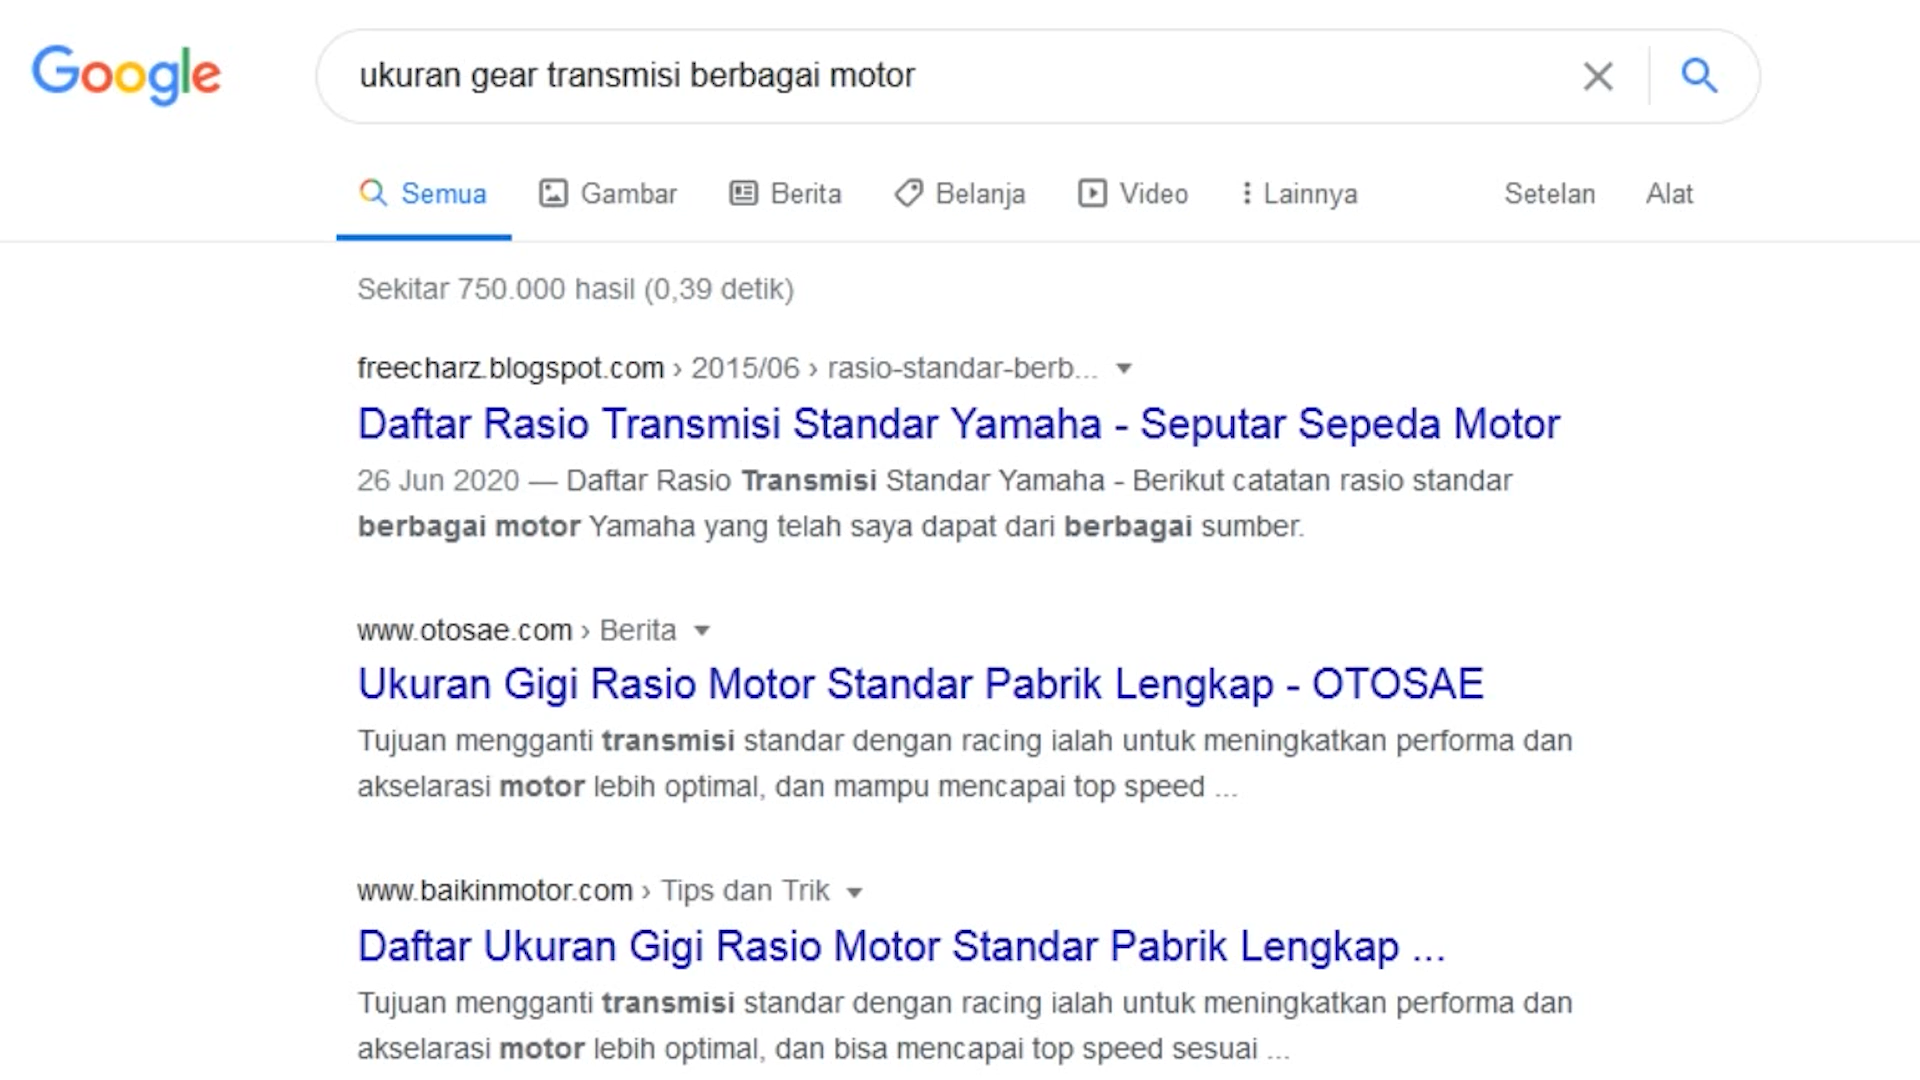 Google
ukuran gear transmisi berbagai motor
Semua Gambar Berita Belanja Video Lainnya Setelan Alat
Sekitar 750.000 hasil (0,39 detik)
freecharz.blogspot.com › 2015/06 › rasio-standar-berb...
Daftar Rasio Transmisi Standar Yamaha - Seputar Sepeda Motor
26 Jun 2020 — Daftar Rasio Transmisi Standar Yamaha - Berikut catatan rasio standar
berbagai motor Yamaha yang telah saya dapat dari berbagai sumber.
www.otosae.com › Berita
Ukuran Gigi Rasio Motor Standar Pabrik Lengkap - OTOSAE
Tujuan mengganti transmisi standar dengan racing ialah untuk meningkatkan performa dan
akselarasi motor lebih optimal, dan mampu mencapai top speed ...
www.baikinmotor.com › Tips dan Trik
Daftar Ukuran Gigi Rasio Motor Standar Pabrik Lengkap ...
Tujuan mengganti transmisi standar dengan racing ialah untuk meningkatkan performa dan
akselarasi motor lebih optimal, dan bisa mencapai top speed sesuai ...